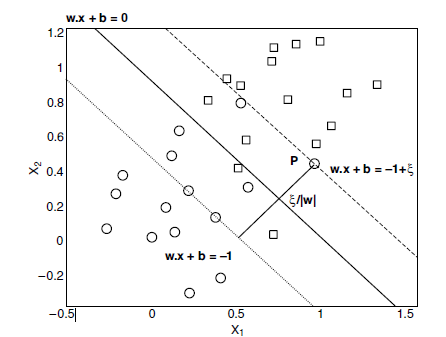 w.x + b = 0
1.2
1
0.8
0.6
0.4
0.2
0
−0.2
X2
P
w.x + b = −1+ξ
ξ/|w|
w.x + b = −1
−0.5
0
0.5
1
1.5
X1